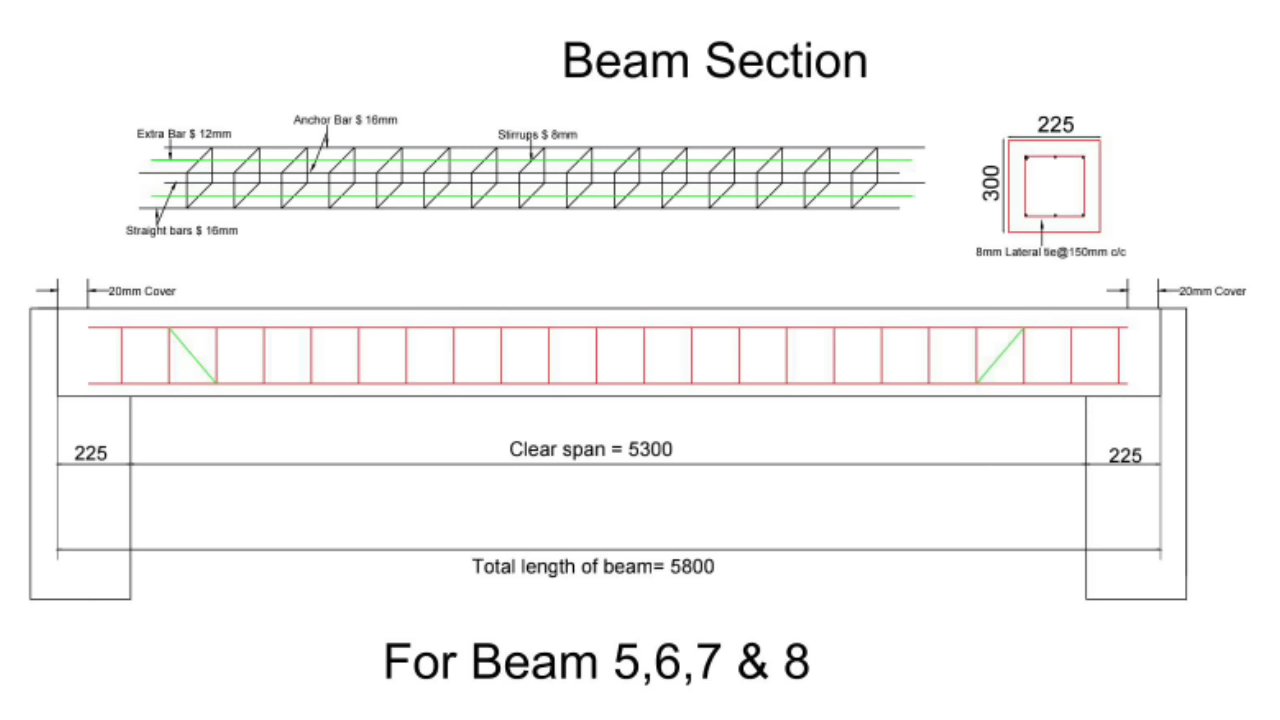 Beam Section
Extra Bar $ 12mm
Anchor Bar $ 16mm
Stirrups $ 8mm
Straight bars $ 16mm
225
300
8mm Lateral tie@150mm c/c
20mm Cover
20mm Cover
225
Clear span = 5300
225
Total length of beam= 5800
For Beam 5,6,7 & 8